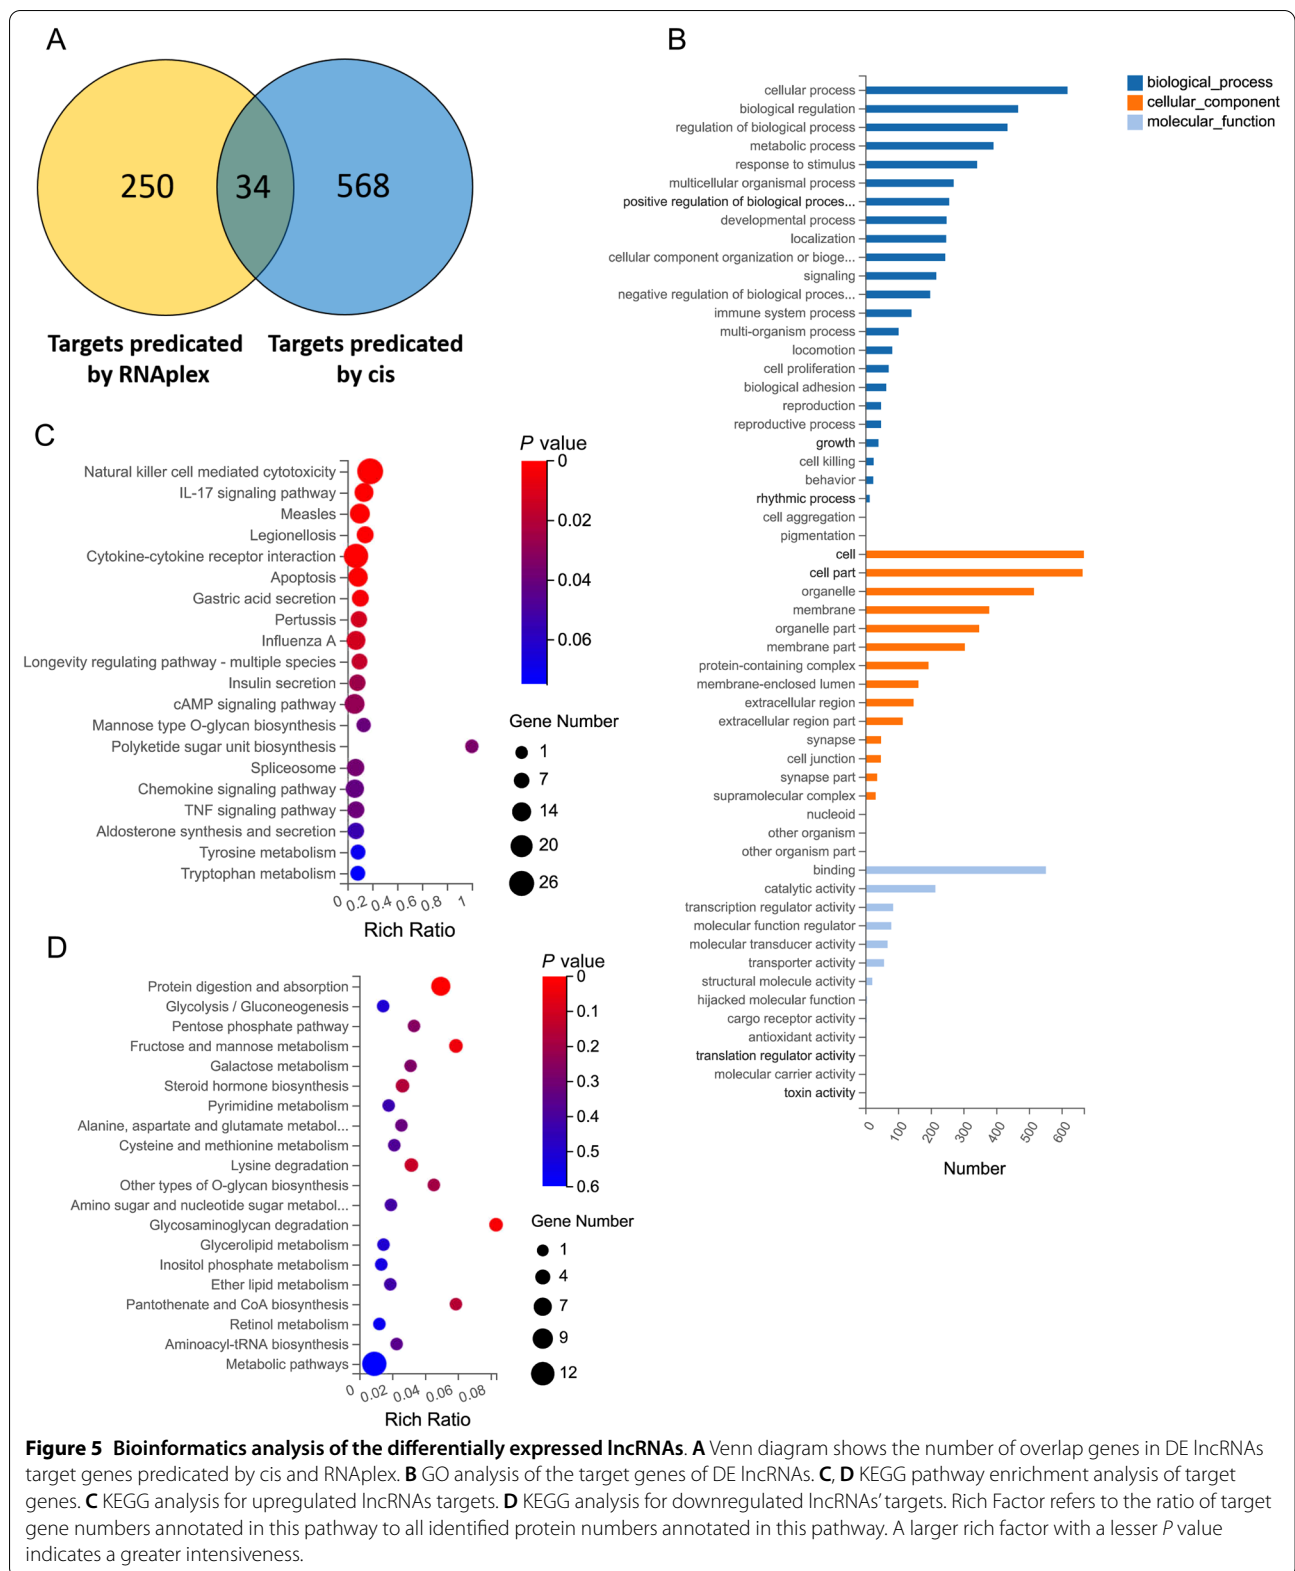 A
250
34
568
Targets predicated
by RNAplex
Targets predicated
by cis
B
cellular process
biological regulation
regulation of biological process
metabolic process
response to stimulus
multicellular organismal process
positive regulation of biological proces...
developmental process
localization
cellular component organization or bioge...
signaling
negative regulation of biological proces...
immune system process
multi-organism process
locomotion
cell proliferation
biological adhesion
reproduction
reproductive process
growth
cell killing
behavior
rhythmic process
cell aggregation
pigmentation
cell
cell part
organelle
membrane
organelle part
membrane part
protein-containing complex
membrane-enclosed lumen
extracellular region
extracellular region part
synapse
cell junction
synapse part
supramolecular complex
nucleoid
other organism
other organism part
binding
catalytic activity
transcription regulator activity
molecular function regulator
molecular transducer activity
transporter activity
structural molecule activity
hijacked molecular function
cargo receptor activity
antioxidant activity
translation regulator activity
molecular carrier activity
toxin activity
0 100 200 300 400 500 600
Number
biological_process
cellular_component
molecular_function
C
Natural killer cell mediated cytotoxicity
IL-17 signaling pathway
Measles
Legionellosis
Cytokine-cytokine receptor interaction
Apoptosis
Gastric acid secretion
Pertussis
Influenza A
Longevity regulating pathway - multiple species
Insulin secretion
cAMP signaling pathway
Mannose type O-glycan biosynthesis
Polyketide sugar unit biosynthesis
Spliceosome
Chemokine signaling pathway
TNF signaling pathway
Aldosterone synthesis and secretion
Tyrosine metabolism
Tryptophan metabolism
0 0.2 0.4 0.6 0.8 1
Rich Ratio
P value
0
0.02
0.04
0.06
Gene Number
1
7
14
20
26
D
Protein digestion and absorption
Glycolysis / Gluconeogenesis
Pentose phosphate pathway
Fructose and mannose metabolism
Galactose metabolism
Steroid hormone biosynthesis
Pyrimidine metabolism
Alanine, aspartate and glutamate metabol...
Cysteine and methionine metabolism
Lysine degradation
Other types of O-glycan biosynthesis
Amino sugar and nucleotide sugar metabol...
Glycosaminoglycan degradation
Glycerolipid metabolism
Inositol phosphate metabolism
Ether lipid metabolism
Pantothenate and CoA biosynthesis
Retinol metabolism
Aminoacyl-tRNA biosynthesis
Metabolic pathways
0 0.02 0.04 0.06 0.08
Rich Ratio
P value
0
0.1
0.2
0.3
0.4
0.5
0.6
Gene Number
1
4
7
9
12
Figure 5 Bioinformatics analysis of the differentially expressed lncRNAs. A Venn diagram shows the number of overlap genes in DE lncRNAs
target genes predicated by cis and RNAplex. B GO analysis of the target genes of DE lncRNAs. C, D KEGG pathway enrichment analysis of target
genes. C KEGG analysis for upregulated lncRNAs targets. D KEGG analysis for downregulated lncRNAs' targets. Rich Factor refers to the ratio of target
gene numbers annotated in this pathway to all identified protein numbers annotated in this pathway. A larger rich factor with a lesser P value
indicates a greater intensiveness.